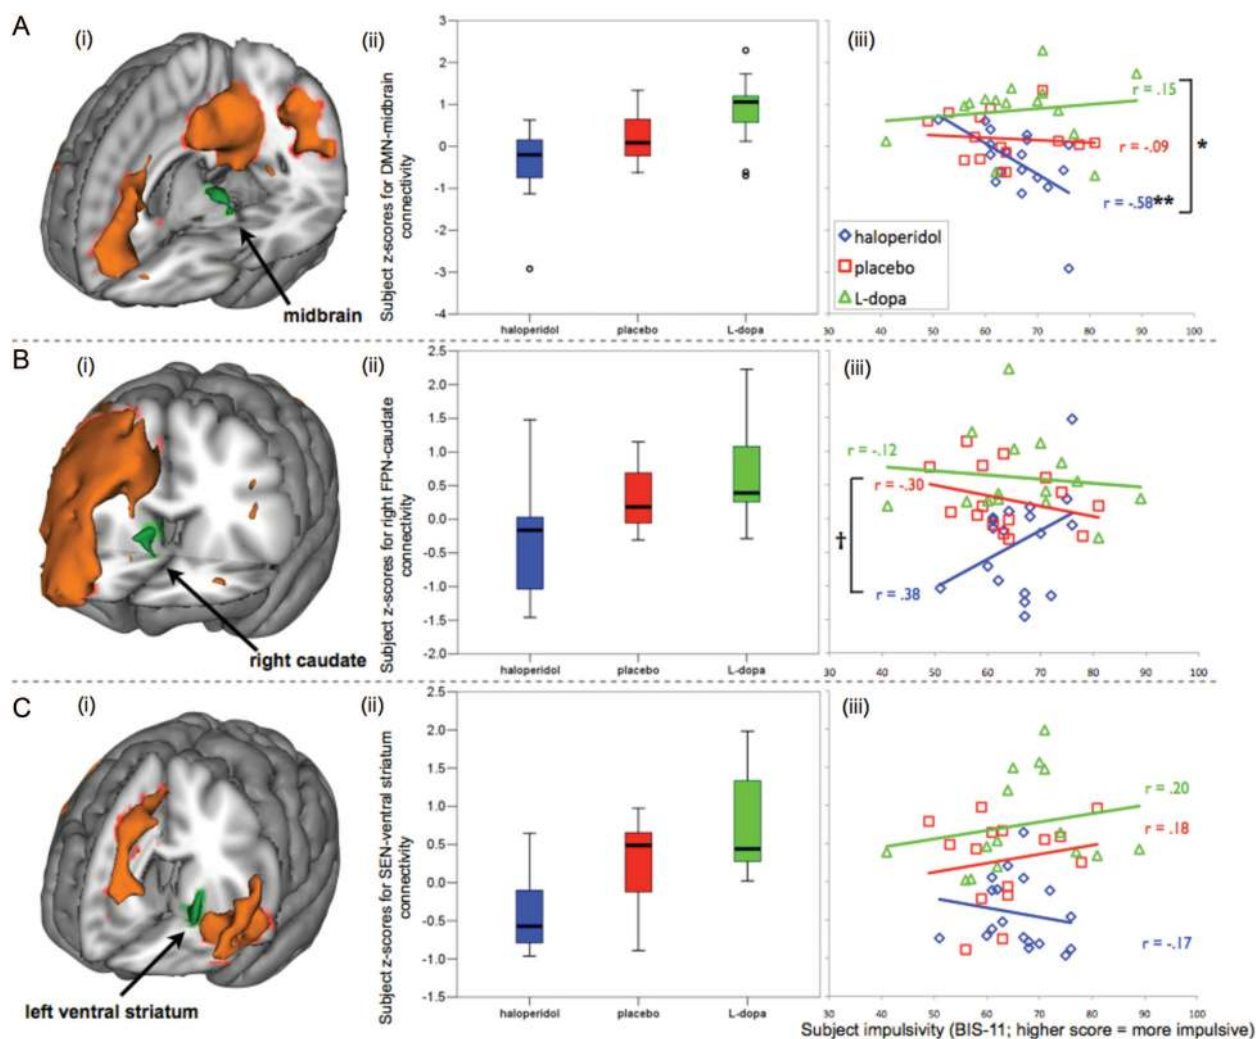 A
(i)
(ii)
(iii)
midbrain
Subject z-scores for DMN-midbrain
connectivity
3
2
1
0
-1
-2
-3
-4
haloperidol
placebo
L-dopa
r = .15
r = -.09
r = -.58**
*
haloperidol
placebo
L-dopa
30 40 50 60 70 80 90 100
B
(i)
(ii)
(iii)
right caudate
Subject z-scores for right FPN-caudate
connectivity
2.5
2.0
1.5
1.0
0.5
0.0
-0.5
-1.0
-1.5
-2.0
haloperidol
placebo
L-dopa
r = -.12
r = -.30
†
r = .38
30 40 50 60 70 80 90 100
C
(i)
(ii)
(iii)
left ventral striatum
Subject z-scores for SEN-ventral striatum
connectivity
2.5
2.0
1.5
1.0
0.5
0.0
-0.5
-1.0
-1.5
haloperidol
placebo
L-dopa
r = .20
r = .18
r = -.17
30 40 50 60 70 80 90 100
Subject impulsivity (BIS-11; higher score = more impulsive)